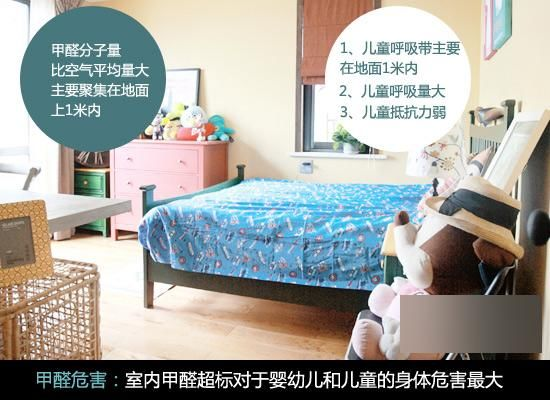 甲醛分子量
比空气平均量大
主要聚集在地面
上1米内
1、儿童呼吸带主要
在地面1米内
2、儿童呼吸量大
3、儿童抵抗力弱
甲醛危害：室内甲醛超标对于婴幼儿和儿童的身体危害最大